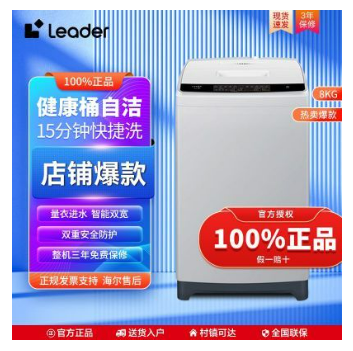 Leader
现货
速发
3年
保修
100%正品
健康桶自洁
15分钟快捷洗
店铺爆款
量衣进水 智能双宽
双重安全防护
整机三年免费保修
正规发票支持 海尔售后
8KG
热卖爆款
官方授权
100%正品
假一赔十
官方正品
送货入户
村镇可达
全国联保